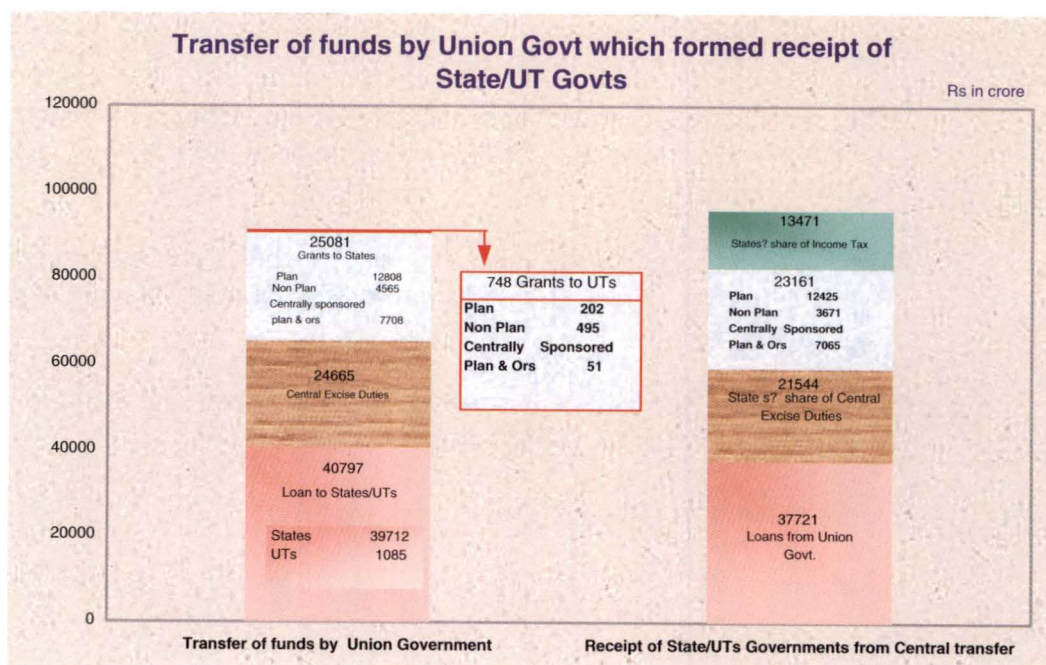 Transfer of funds by Union Govt which formed receipt of
State/UT Govts
Rs in crore
120000
100000
80000
60000
40000
20000
0
25081
Grants to States
Plan 12808
Non Plan 4565
Centrally sponsored
plan & ors 7708
24665
Central Excise Duties
40797
Loan to States/UTs
States 39712
UTs 1085
748 Grants to UTs
Plan 202
Non Plan 495
Centrally Sponsored
Plan & Ors 51
13471
States? share of Income Tax
23161
Plan 12425
Non Plan 3671
Centrally Sponsored
Plan & Ors 7065
21544
State s? share of Central
Excise Duties
37721
Loans from Union
Govt.
Transfer of funds by Union Government
Receipt of State/UTs Governments from Central transfer